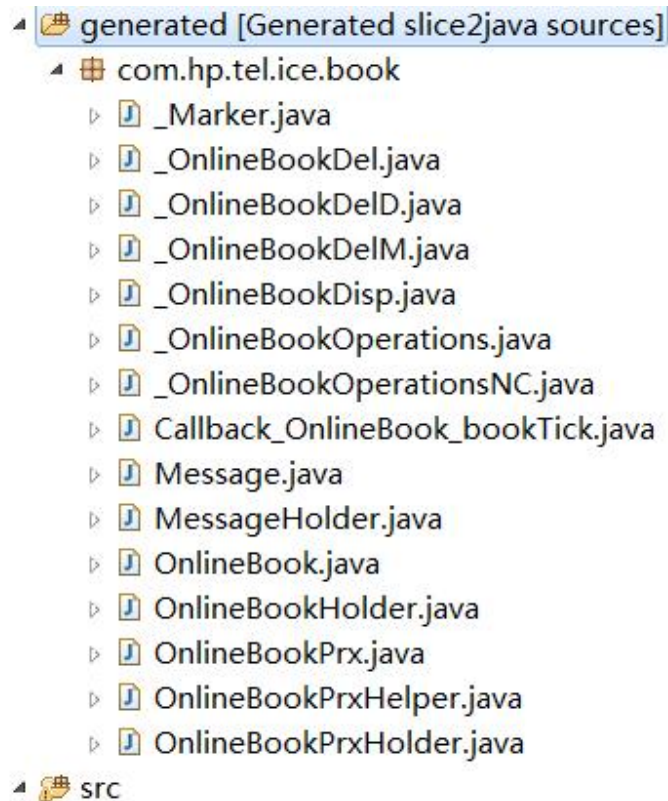 generated [Generated slice2java sources]
com.hp.tel.ice.book
_Marker.java
_OnlineBookDel.java
_OnlineBookDelD.java
_OnlineBookDelM.java
_OnlineBookDisp.java
_OnlineBookOperations.java
_OnlineBookOperationsNC.java
Callback_OnlineBook_bookTick.java
Message.java
MessageHolder.java
OnlineBook.java
OnlineBookHolder.java
OnlineBookPrx.java
OnlineBookPrxHelper.java
OnlineBookPrxHolder.java
src